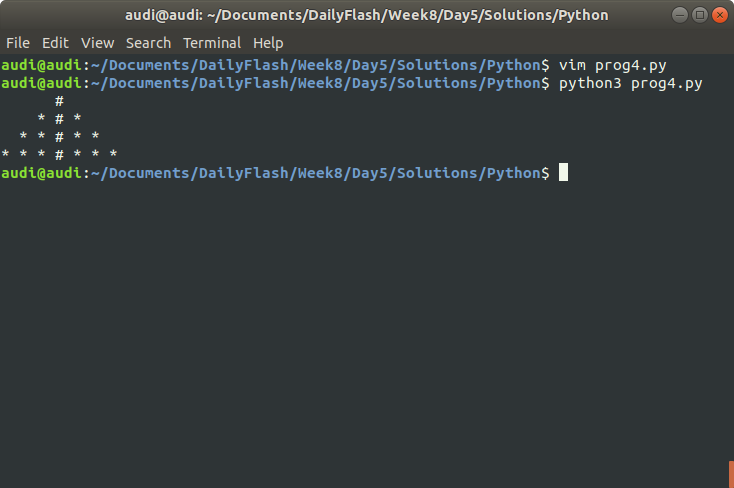 audi@audi: ~/Documents/DailyFlash/Week8/Day5/Solutions/Python
File Edit View Search Terminal Help
audi@audi:~/Documents/DailyFlash/Week8/Day5/Solutions/Python$ vim prog4.py
audi@audi:~/Documents/DailyFlash/Week8/Day5/Solutions/Python$ python3 prog4.py
      #
    * # *
  * * # * *
* * * # * * *
audi@audi:~/Documents/DailyFlash/Week8/Day5/Solutions/Python$